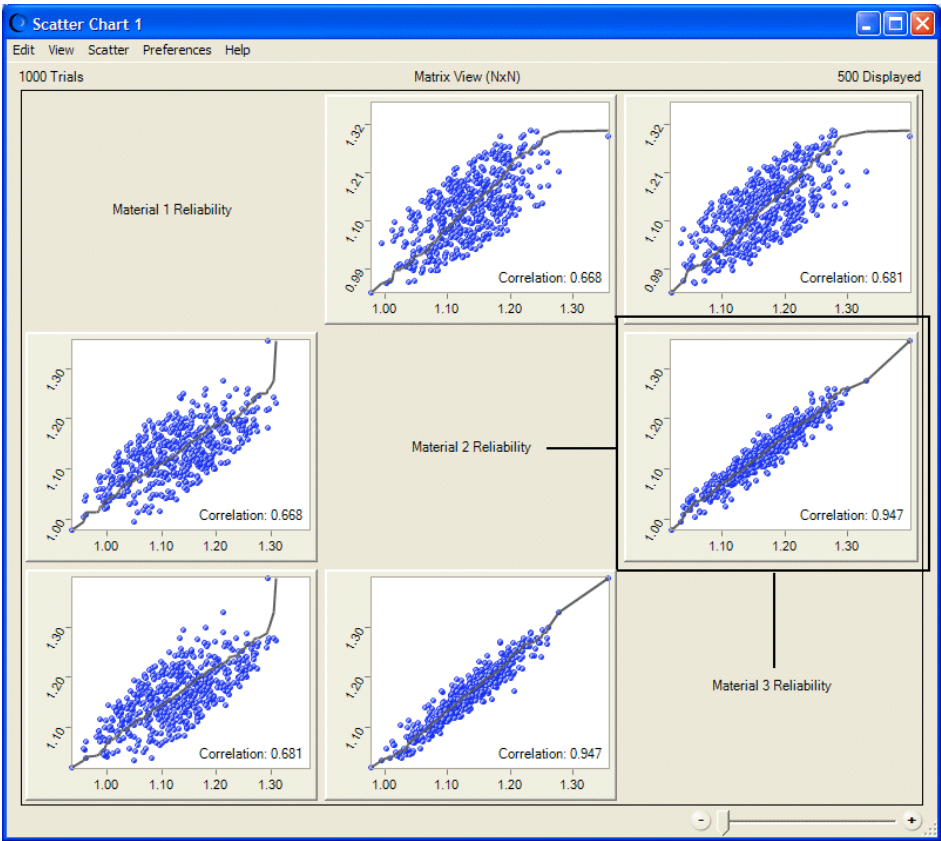 Scatter Chart 1
Edit View Scatter Preferences Help
1000 Trials Matrix View (NxN) 500 Displayed
Material 1 Reliability
1.32
1.21
1.10
0.99
Correlation: 0.668
1.00 1.10 1.20 1.30
1.32
1.21
1.10
0.99
Correlation: 0.681
1.10 1.20 1.30
1.30
1.20
1.10
1.00
Correlation: 0.668
1.00 1.10 1.20 1.30
Material 2 Reliability
1.30
1.20
1.10
1.00
Correlation: 0.947
1.10 1.20 1.30
1.30
1.20
1.10
Correlation: 0.681
1.00 1.10 1.20 1.30
1.30
1.20
1.10
Correlation: 0.947
1.00 1.10 1.20 1.30
Material 3 Reliability
- +